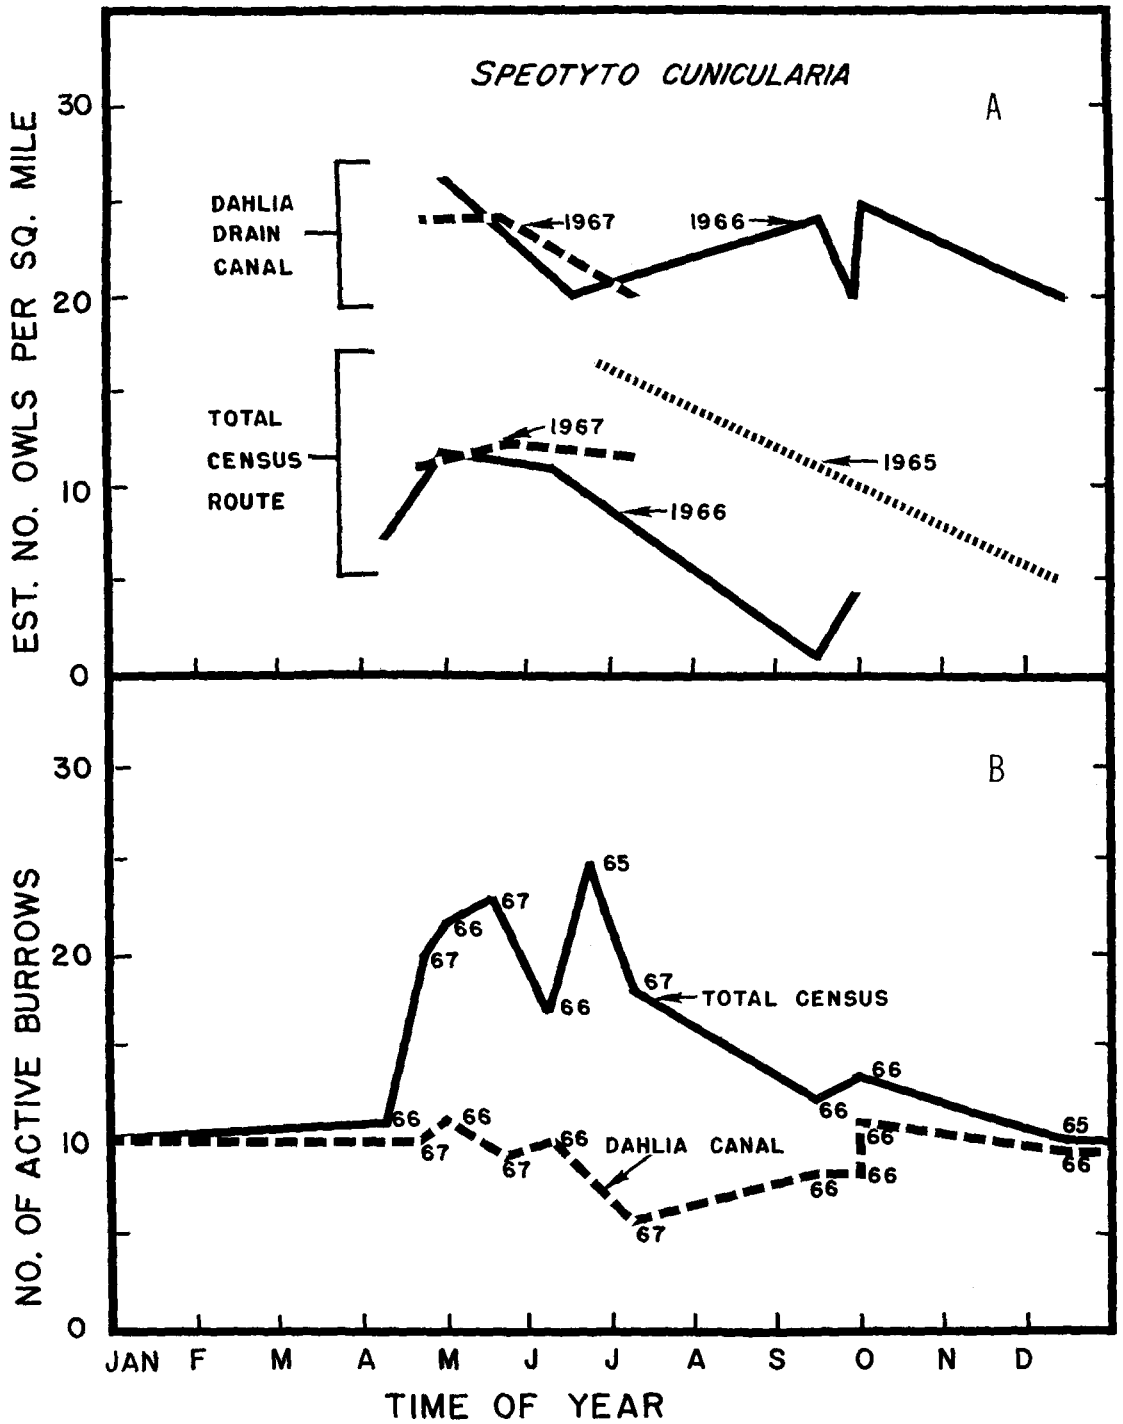 SPEOTYTO CUNICULARIA
A
EST. NO. OWLS PER SQ. MILE
30
20
10
0
DAHLIA
DRAIN
CANAL
1967
1966
TOTAL
CENSUS
ROUTE
1967
1965
1966
B
NO. OF ACTIVE BURROWS
30
20
10
0
65
67
66
67
66
67
TOTAL CENSUS
66
66
65
66
66
67
67
66
DAHLIA CANAL
67
66
66
66
66
JAN F M A M J J A S O N D
TIME OF YEAR